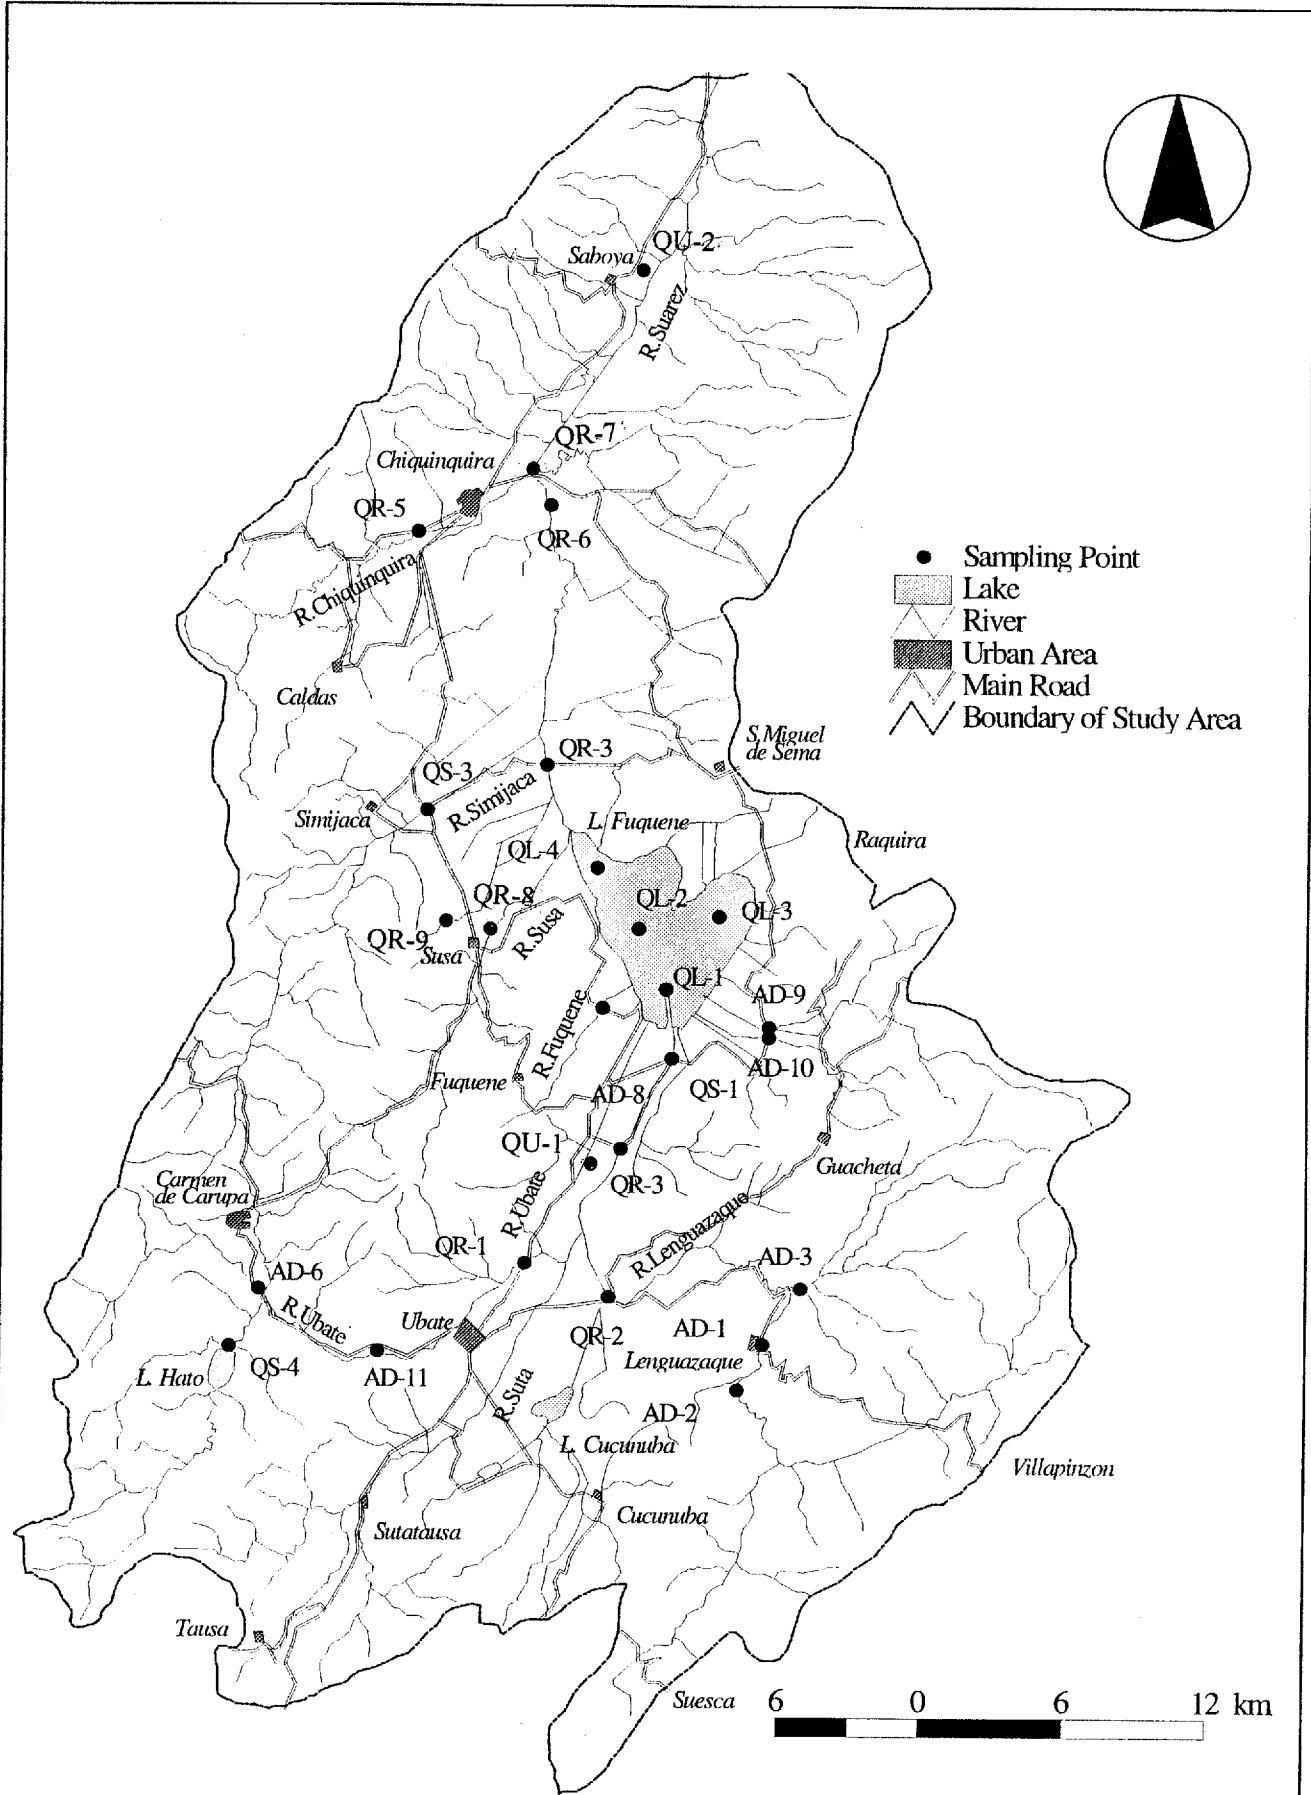 QU-2
Saboya
R.Suarez
QR-7
Chiquinquira
QR-5
QR-6
R.Chiquinquira
Caldas
Sampling Point
Lake
River
Urban Area
Main Road
Boundary of Study Area
S.Miguel
de Sema
QR-3
QS-3
R.Simijaca
Simijaca
L. Fuquene
Raquira
QL-4
QR-8
QL-2
QL-3
R.Susa
QR-9
Susa
QL-1
AD-9
R.Fuquene
AD-10
Fuquene
AD-8
QS-1
QU-1
Guacheta
Carmen
de Carupa
QR-3
R.Ubate
R.Lenguazaque
QR-1
AD-3
AD-6
R.Ubate
Ubate
QR-2
AD-1
Lenguazaque
QS-4
L. Hato
AD-11
R.Suta
AD-2
L. Cucunuba
Villapinzon
Cucunuba
Sutatausa
Tausa
Suesca
6 0 6 12 km